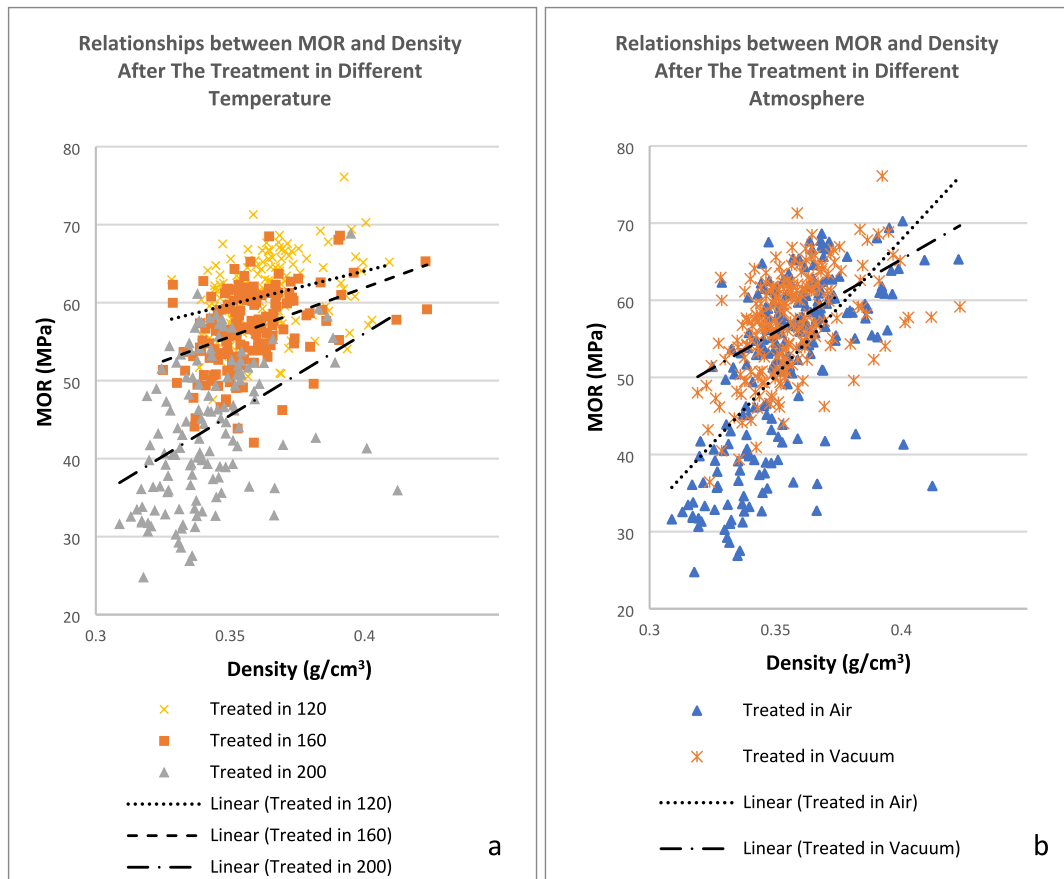 Relationships between MOR and Density
After The Treatment in Different
Temperature
80
70
60
50
40
30
20
0.3
0.35
0.4
MOR (MPa)
Density (g/cm³)
Treated in 120
Treated in 160
Treated in 200
Linear (Treated in 120)
Linear (Treated in 160)
Linear (Treated in 200)
a
Relationships between MOR and Density
After The Treatment in Different
Atmosphere
80
70
60
50
40
30
20
0.3
0.35
0.4
MOR (MPa)
Density (g/cm³)
Treated in Air
Treated in Vacuum
Linear (Treated in Air)
Linear (Treated in Vacuum)
b